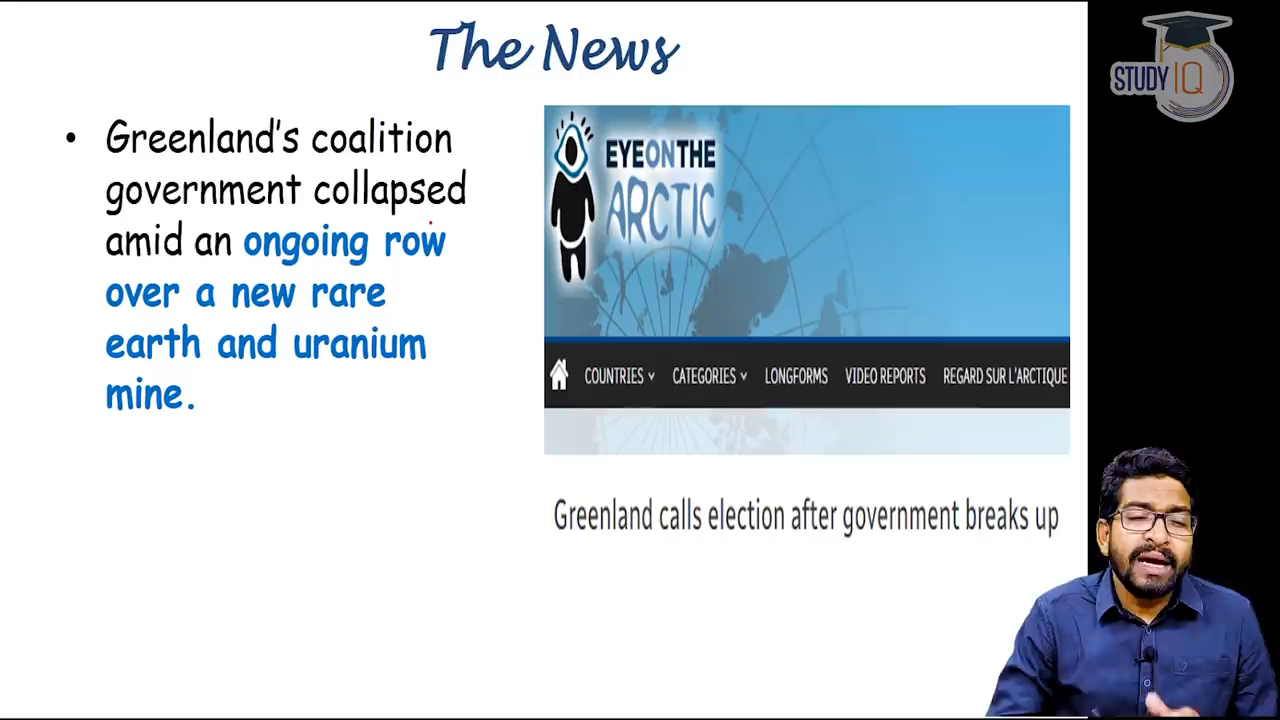 The News
STUDY IQ
• Greenland's coalition
government collapsed
amid an ongoing row
over a new rare
earth and uranium
mine.
EYE ON THE
ARCTIC
COUNTRIES CATEGORIES LONGFORMS VIDEO REPORTS REGARD SUR L'ARCTIQUE
Greenland calls election after government breaks up